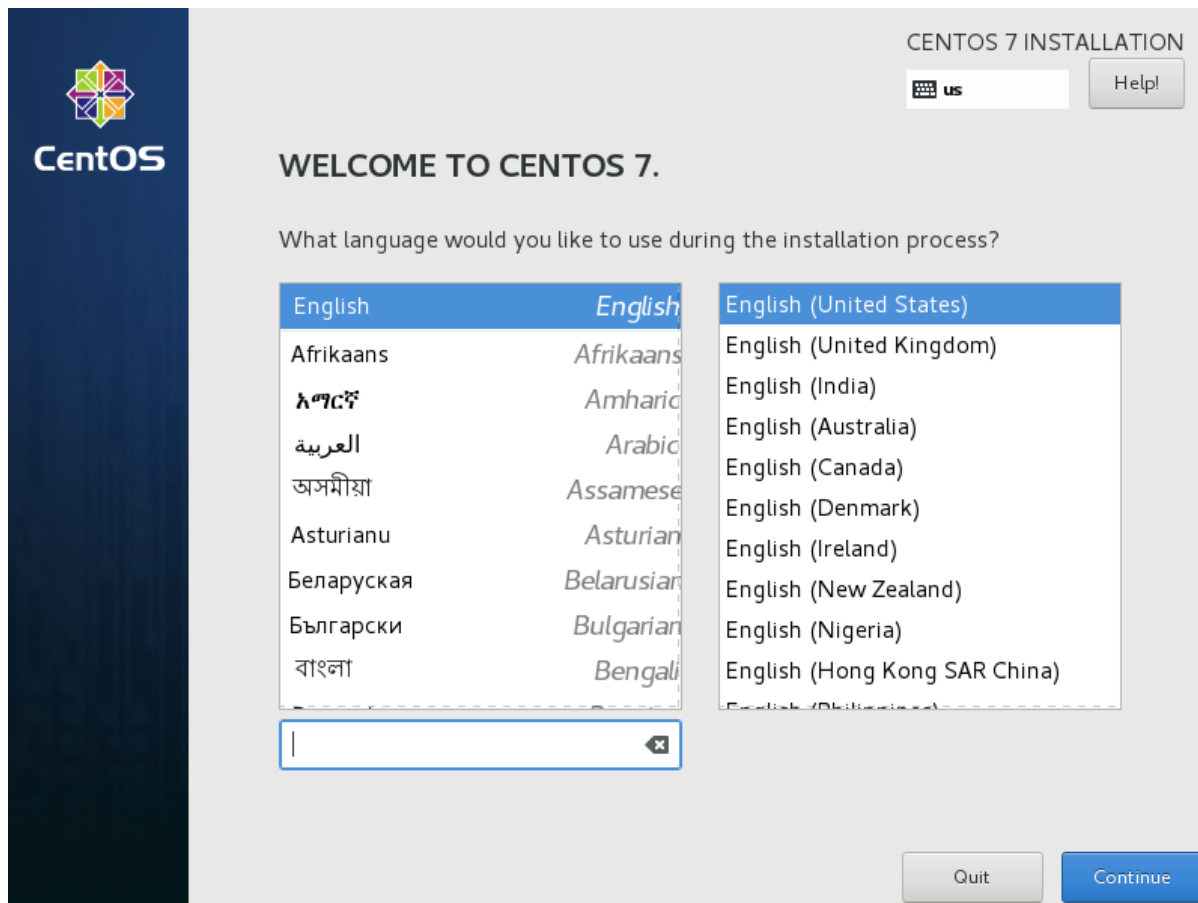 CENTOS 7 INSTALLATION
us
Help!
CentOS
WELCOME TO CENTOS 7.
What language would you like to use during the installation process?
English English
Afrikaans Afrikaans
አማርኛ Amharic
العربية Arabic
অসমীয়া Assamese
Asturianu Asturian
Беларуская Belarusian
Български Bulgarian
বাংলা Bengali
English (United States)
English (United Kingdom)
English (India)
English (Australia)
English (Canada)
English (Denmark)
English (Ireland)
English (New Zealand)
English (Nigeria)
English (Hong Kong SAR China)
English (Philippines)
Quit
Continue